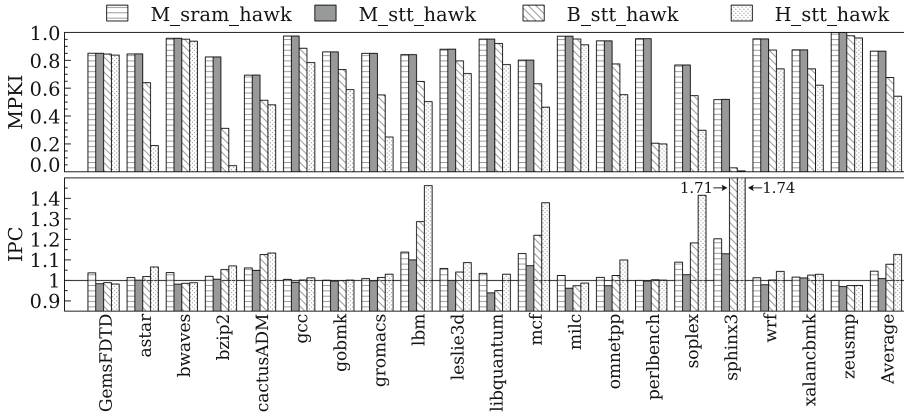 M_sram_hawk M_stt_hawk B_stt_hawk H_stt_hawk
MPKI
1.0
0.8
0.6
0.4
0.2
0.0
IPC
1.4
1.3
1.2
1.1
1
0.9
1.71 1.74
GemsFDTD
astar
bwaves
bzip2
cactusADM
gcc
gobmk
gromacs
lbm
leslie3d
libquantum
mcf
milc
omnetpp
perlbench
soplex
sphinx3
wrf
xalancbmk
zeusmp
Average